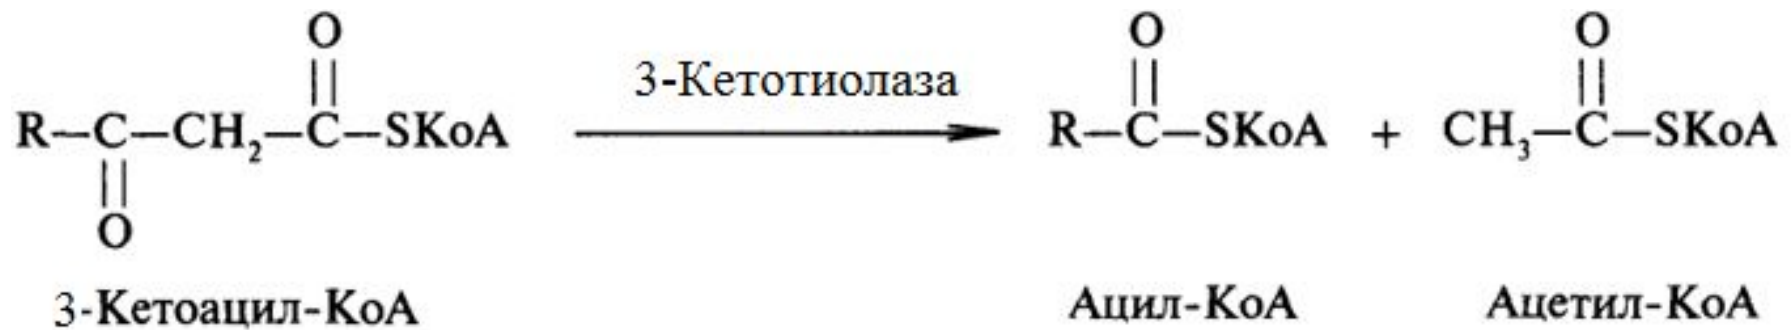 O O O
3-Кетотиолаза
R–C–CH₂–C–SKoA R–C–SKoA + CH₃–C–SKoA
O
3-Кетоацил-КоА Ацил-КоА Ацетил-КоА